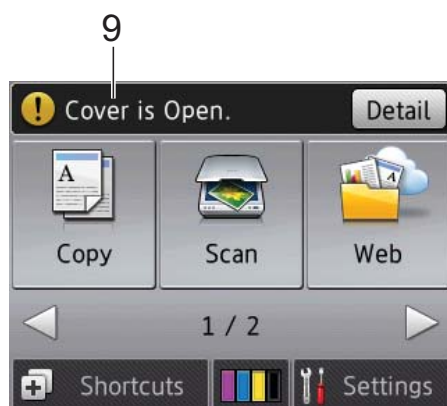 9
! Cover is Open. Detail
A A
Copy Scan Web
1 / 2
Shortcuts Settings